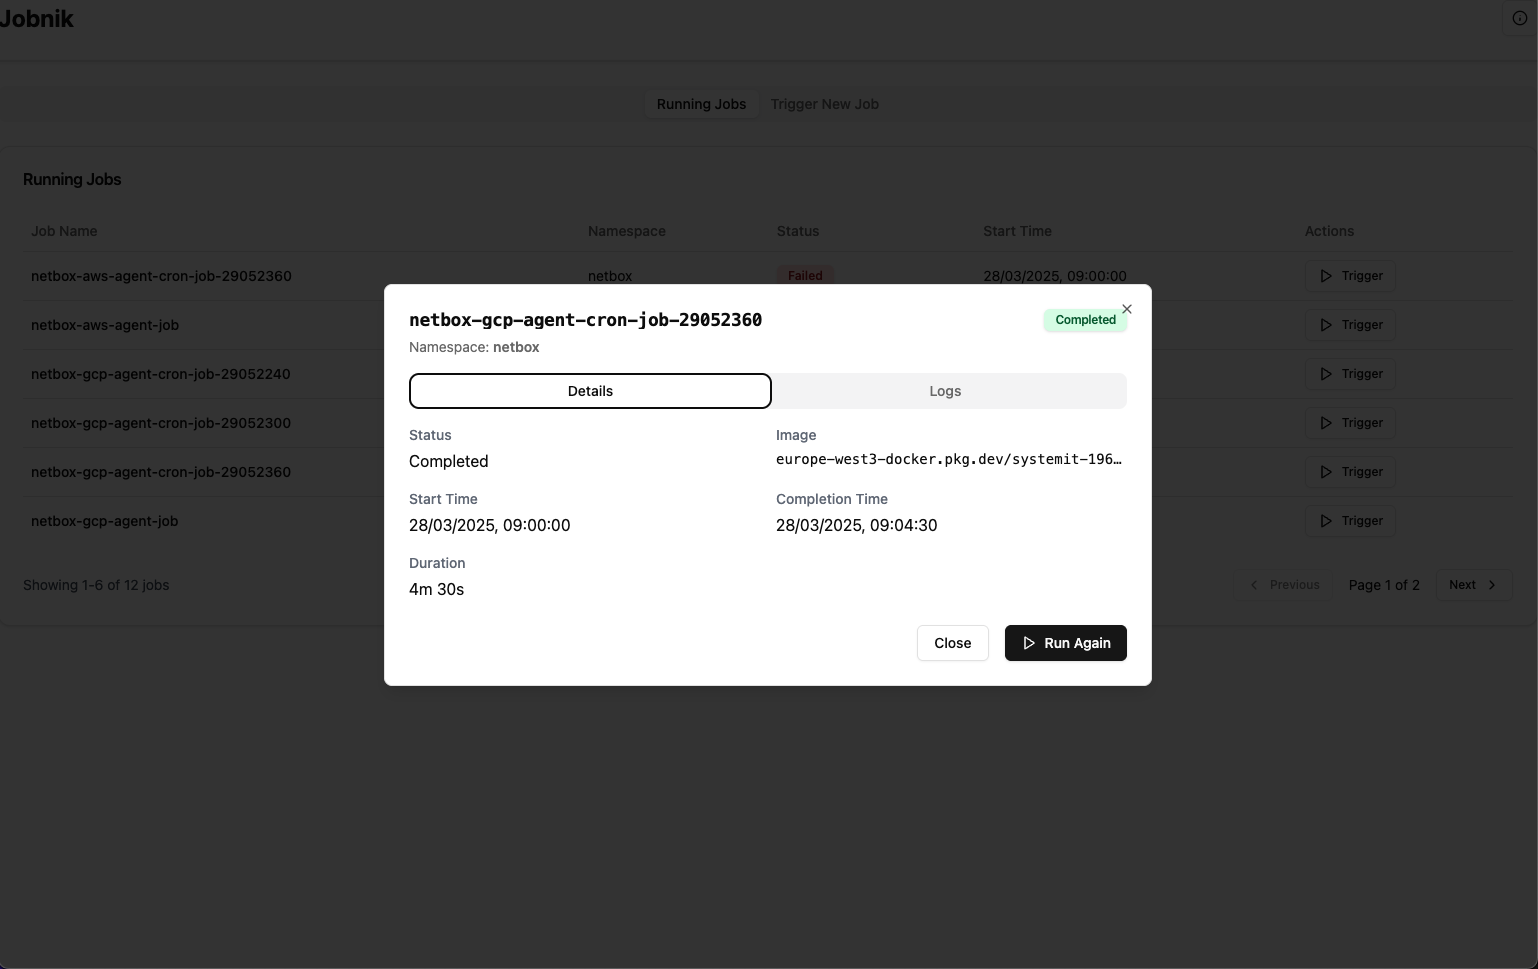 Jobnik
Running Jobs Trigger New Job
Running Jobs
Job Name Namespace Status Start Time Actions
netbox-aws-agent-cron-job-29052360 netbox Failed 28/03/2025, 09:00:00 Trigger
netbox-aws-agent-job Trigger
netbox-gcp-agent-cron-job-29052240 Trigger
netbox-gcp-agent-cron-job-29052300 Trigger
netbox-gcp-agent-cron-job-29052360 Trigger
netbox-gcp-agent-job Trigger
Showing 1-6 of 12 jobs Previous Page 1 of 2 Next
netbox-gcp-agent-cron-job-29052360 Completed
Namespace: netbox
Details Logs
Status Image
Completed europe-west3-docker.pkg.dev/systemit-196…
Start Time Completion Time
28/03/2025, 09:00:00 28/03/2025, 09:04:30
Duration
4m 30s
Close Run Again